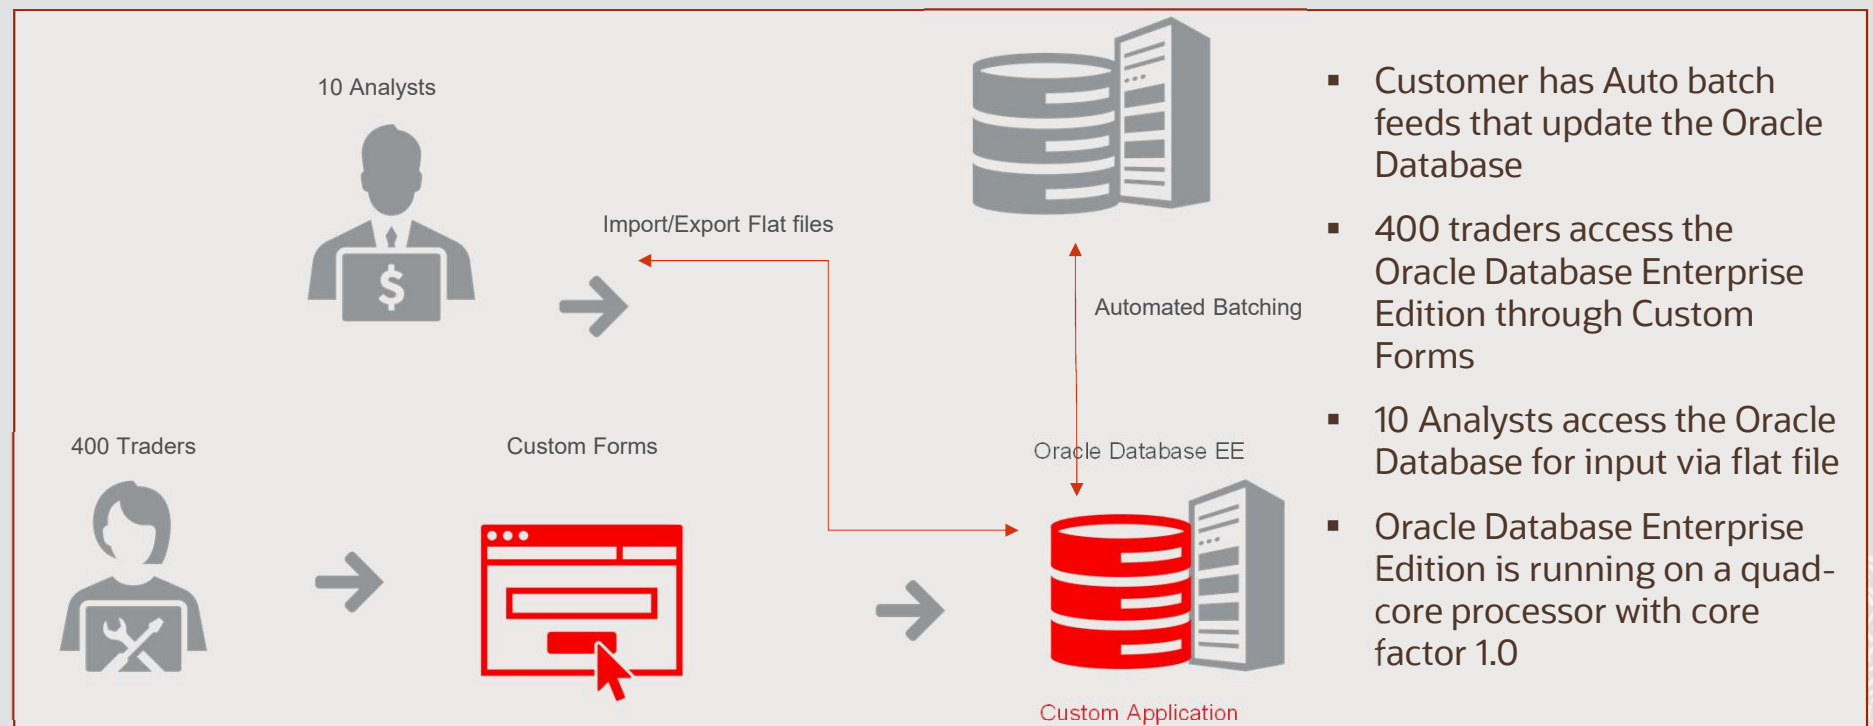 10 Analysts
$
Import/Export Flat files
Automated Batching
400 Traders
Custom Forms
Oracle Database EE
Custom Application
▪ Customer has Auto batch
feeds that update the Oracle
Database
▪ 400 traders access the
Oracle Database Enterprise
Edition through Custom
Forms
▪ 10 Analysts access the Oracle
Database for input via flat file
▪ Oracle Database Enterprise
Edition is running on a quad-
core processor with core
factor 1.0